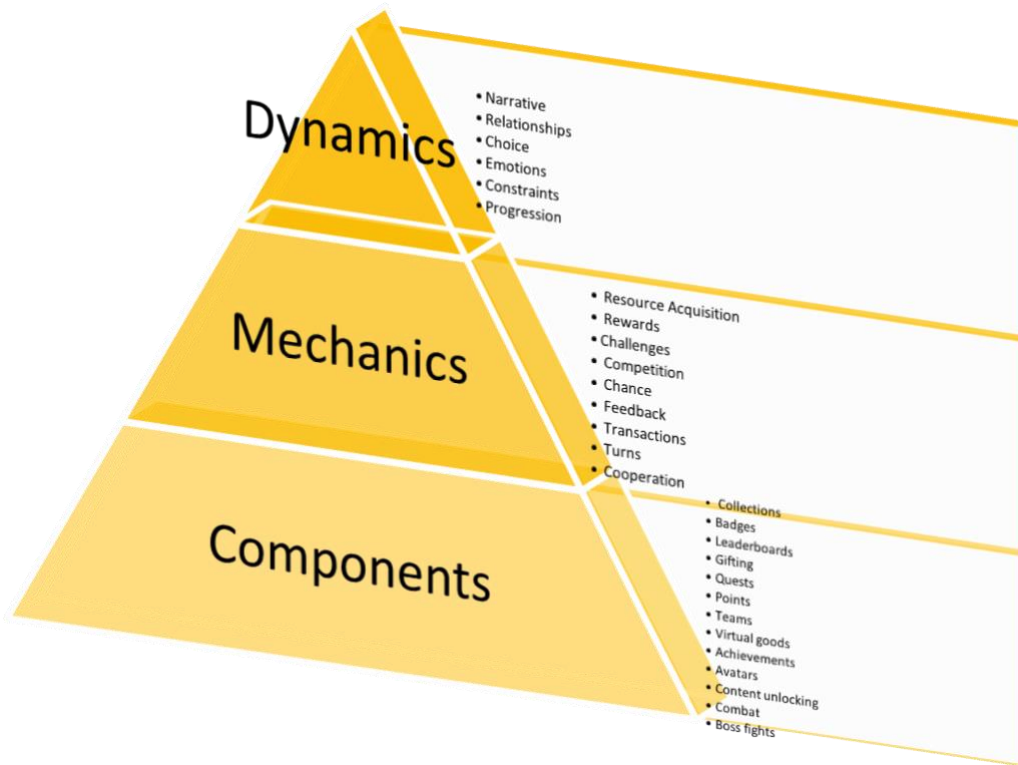 Dynamics
• Narrative
• Relationships
• Choice
• Emotions
• Constraints
• Progression
Mechanics
• Resource Acquisition
• Rewards
• Challenges
• Competition
• Chance
• Feedback
• Transactions
• Turns
• Cooperation
Components
• Collections
• Badges
• Leaderboards
• Gifting
• Quests
• Points
• Teams
• Virtual goods
• Achievements
• Avatars
• Content unlocking
• Combat
• Boss fights